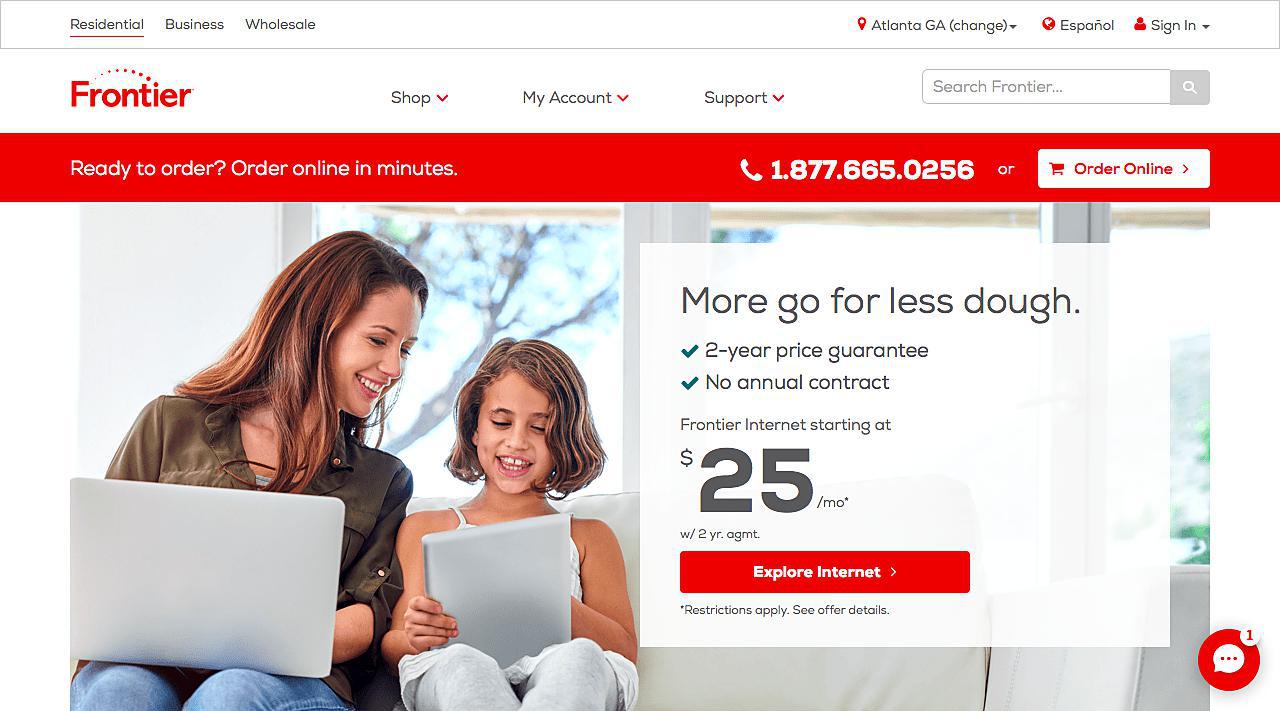 Residential Business Wholesale
Atlanta GA (change) Español Sign In
Frontier
Shop My Account Support
Search Frontier...
Ready to order? Order online in minutes.
1.877.665.0256 or Order Online
More go for less dough.
2-year price guarantee
No annual contract
Frontier Internet starting at
$25/mo*
w/ 2 yr. agmt.
Explore Internet
*Restrictions apply. See offer details.
1